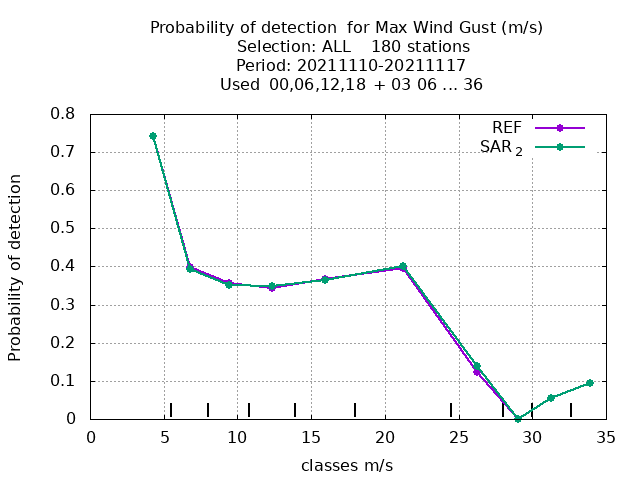 Probability of detection  for Max Wind Gust (m/s)
Selection: ALL    180 stations
Period: 20211110-20211117
Used  00,06,12,18  + 03 06 ... 36
REF
SAR 2
0.8
0.7
0.6
0.5
0.4
0.3
0.2
0.1
0
Probability of detection
0 5 10 15 20 25 30 35
classes m/s